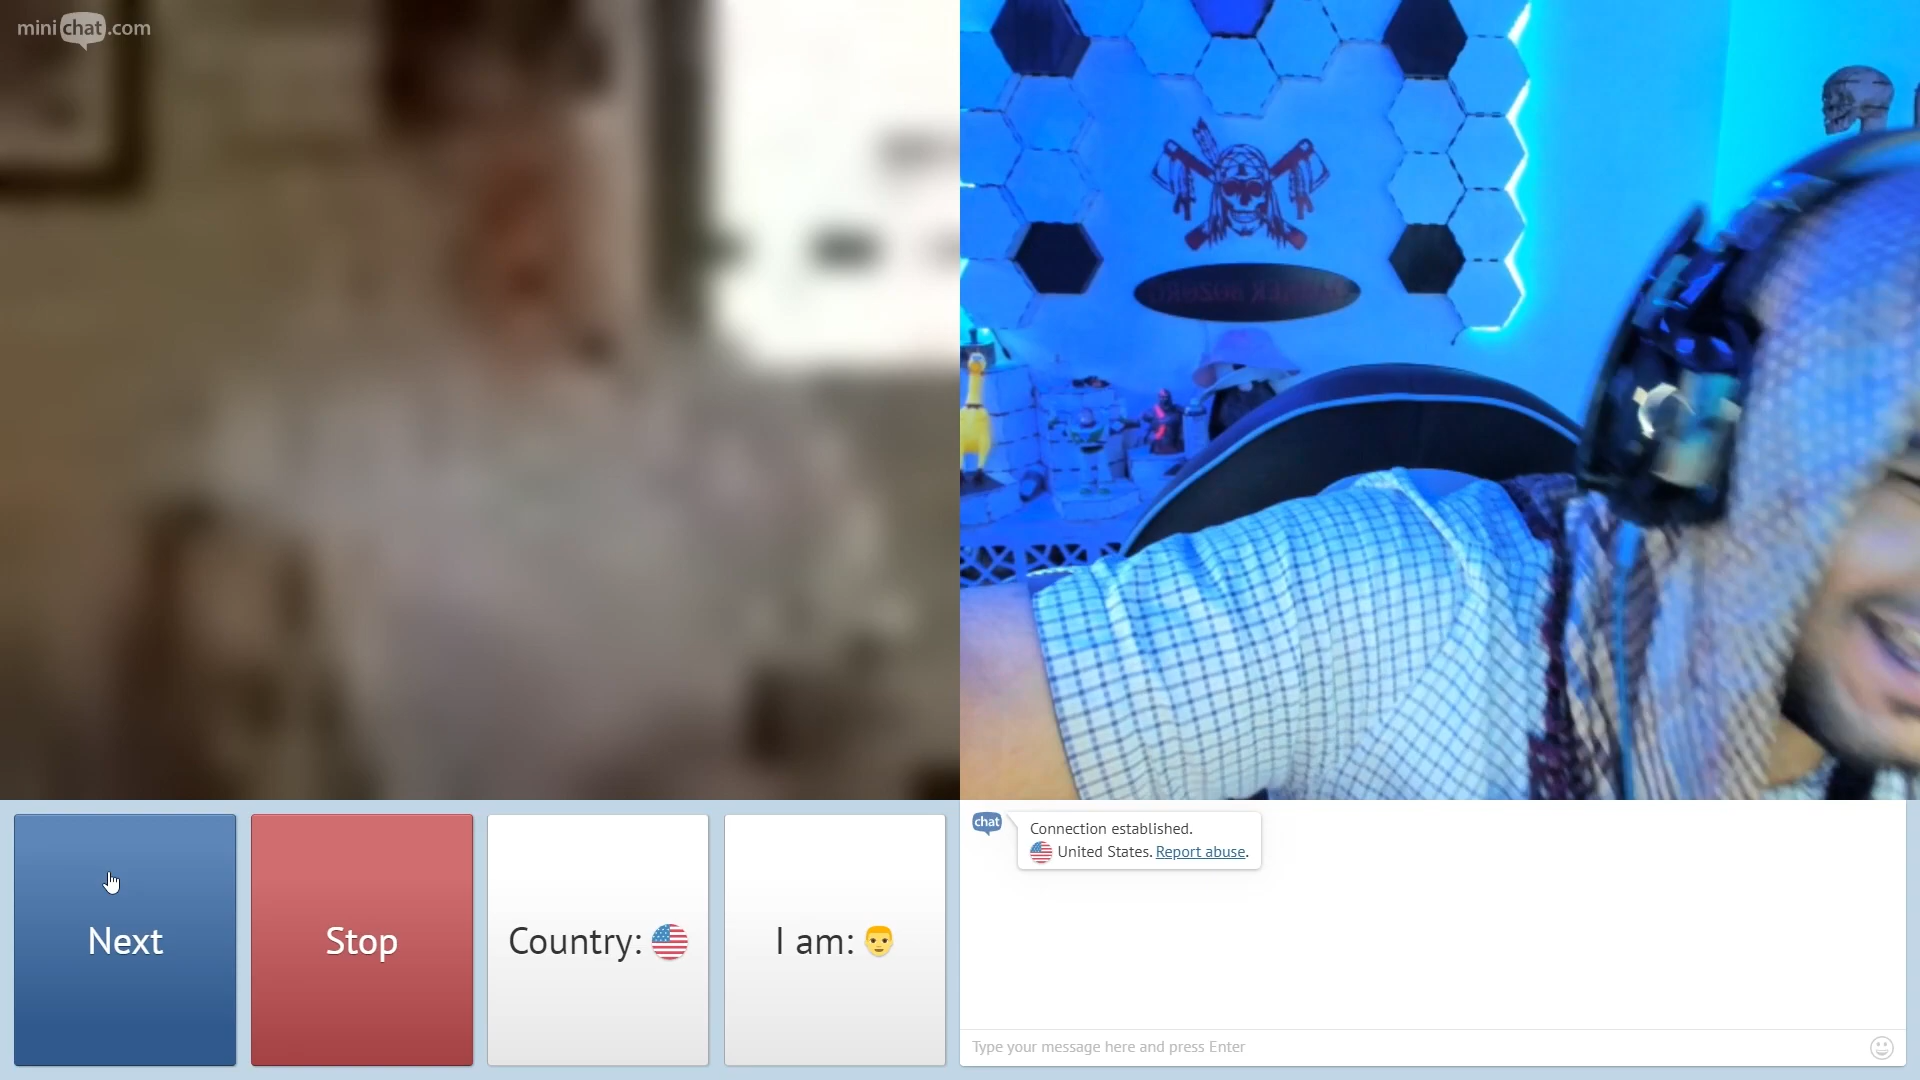 minichat.com
Next
Stop
Country:
I am:
chat
Connection established.
United States. Report abuse.
Type your message here and press Enter